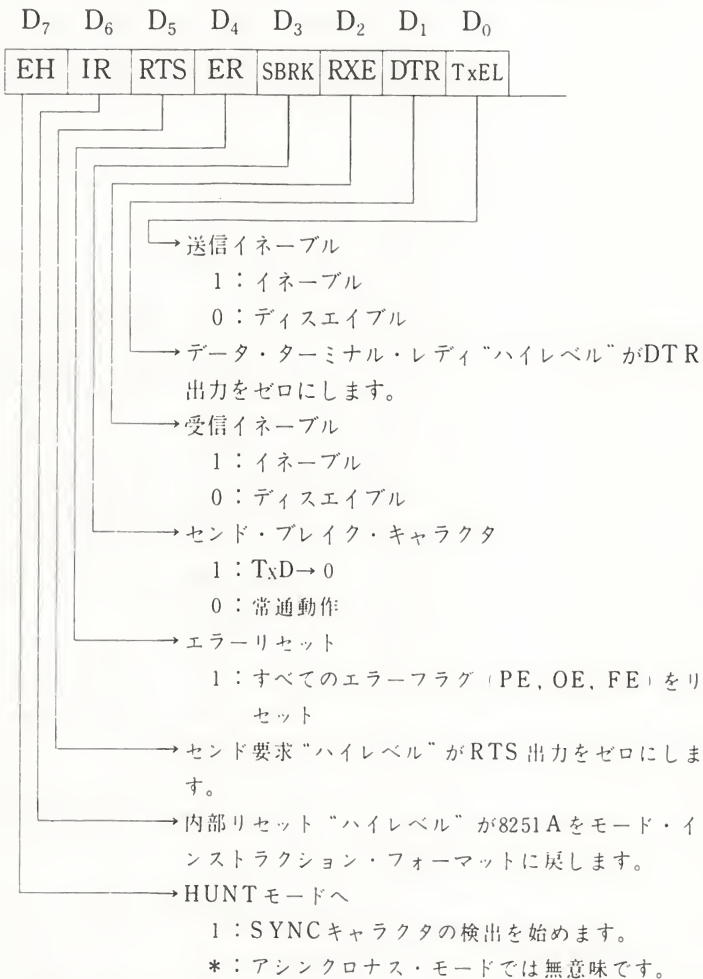 D₇ D₆ D₅ D₄ D₃ D₂ D₁ D₀
EH IR RTS ER SBRK RXE DTR TxEL
送信イネーブル
1：イネーブル
0：ディスエイブル
データ・ターミナル・レディ“ハイレベル”がDTR
出力をゼロにします。
受信イネーブル
1：イネーブル
0：ディスエイブル
センド・ブレイク・キャラクタ
1：TxD→0
0：常通動作
エラーリセット
1：すべてのエラーフラグ（PE, OE, FE）をリ
セット
センド要求“ハイレベル”がRTS出力をゼロにしま
す。
内部リセット“ハイレベル”が8251Aをモード・イ
ンストラクション・フォーマットに戻します。
HUNTモードへ
1：SYNCキャラクタの検出を始めます。
*：アシンクロナス・モードでは無意味です。